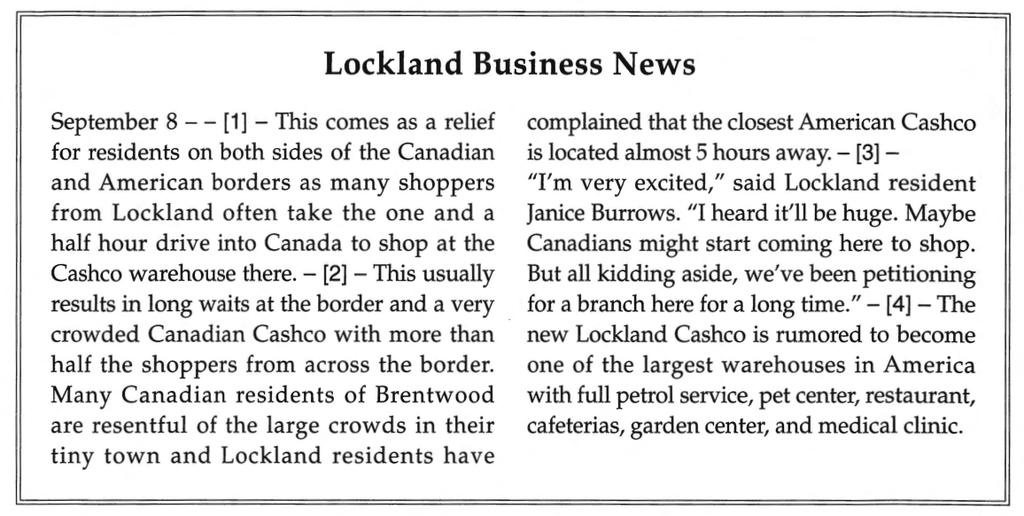 Lockland Business News
September 8 – – [1] – This comes as a relief
for residents on both sides of the Canadian
and American borders as many shoppers
from Lockland often take the one and a
half hour drive into Canada to shop at the
Cashco warehouse there. – [2] – This usually
results in long waits at the border and a very
crowded Canadian Cashco with more than
half the shoppers from across the border.
Many Canadian residents of Brentwood
are resentful of the large crowds in their
tiny town and Lockland residents have
complained that the closest American Cashco
is located almost 5 hours away. – [3] –
"I'm very excited," said Lockland resident
Janice Burrows. "I heard it'll be huge. Maybe
Canadians might start coming here to shop.
But all kidding aside, we've been petitioning
for a branch here for a long time." – [4] – The
new Lockland Cashco is rumored to become
one of the largest warehouses in America
with full petrol service, pet center, restaurant,
cafeterias, garden center, and medical clinic.